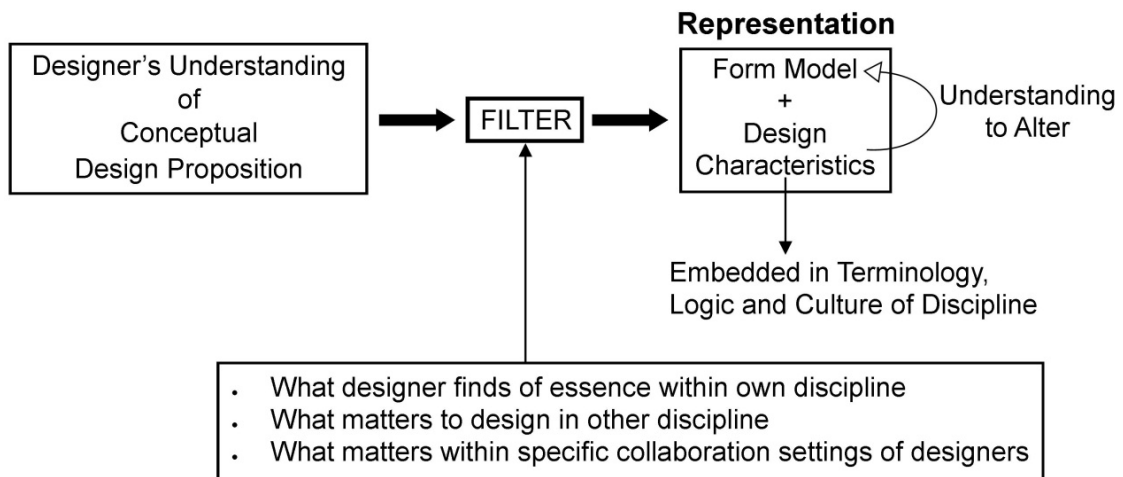 Representation
Designer’s Understanding
of
Conceptual
Design Proposition
FILTER
Form Model
+
Design
Characteristics
Understanding
to Alter
Embedded in Terminology,
Logic and Culture of Discipline
• What designer finds of essence within own discipline
• What matters to design in other discipline
• What matters within specific collaboration settings of designers